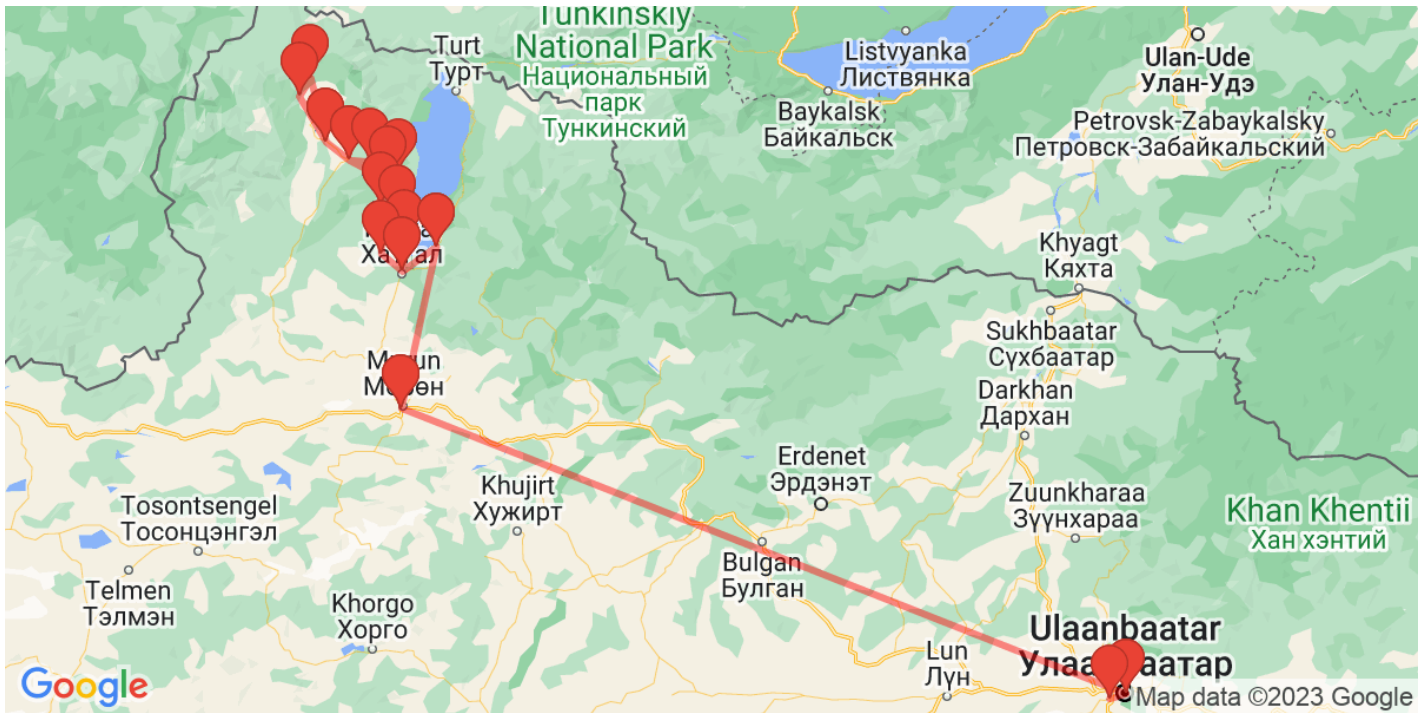 Tunkinskiy
National Park
Национальный
парк
Тункинский
Turt
Турт
Listvyanka
Листвянка
Ulan-Ude
Улан-Удэ
Baykalsk
Байкальск
Petrovsk-Zabaykalsky
Петровск-Забайкальский
Khyagt
Кяхта
Sukhbaatar
Сүхбаатар
Darkhan
Дархан
Erdenet
Эрдэнэт
Khujirt
Хужирт
Zuunkharaa
Зүүнхараа
Khan Khentii
Хан хэнтий
Tosontsengel
Тосонцэнгэл
Bulgan
Булган
Telmen
Тэлмэн
Khorgo
Хорго
Ulaanbaatar
Lun
Лүн
Google
Map data ©2023 Google